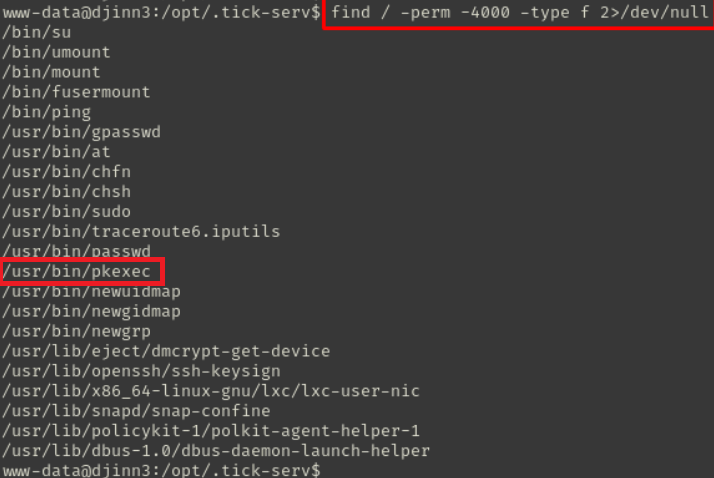 www-data@djinn3:/opt/.tick-serv$ find / -perm -4000 -type f 2>/dev/null
/bin/su
/bin/umount
/bin/mount
/bin/fusermount
/bin/ping
/usr/bin/gpasswd
/usr/bin/at
/usr/bin/chfn
/usr/bin/chsh
/usr/bin/sudo
/usr/bin/traceroute6.iputils
/usr/bin/passwd
/usr/bin/pkexec
/usr/bin/newuidmap
/usr/bin/newgidmap
/usr/bin/newgrp
/usr/lib/eject/dmcrypt-get-device
/usr/lib/openssh/ssh-keysign
/usr/lib/x86_64-linux-gnu/lxc/lxc-user-nic
/usr/lib/snapd/snap-confine
/usr/lib/policykit-1/polkit-agent-helper-1
/usr/lib/dbus-1.0/dbus-daemon-launch-helper
www-data@djinn3:/opt/.tick-serv$